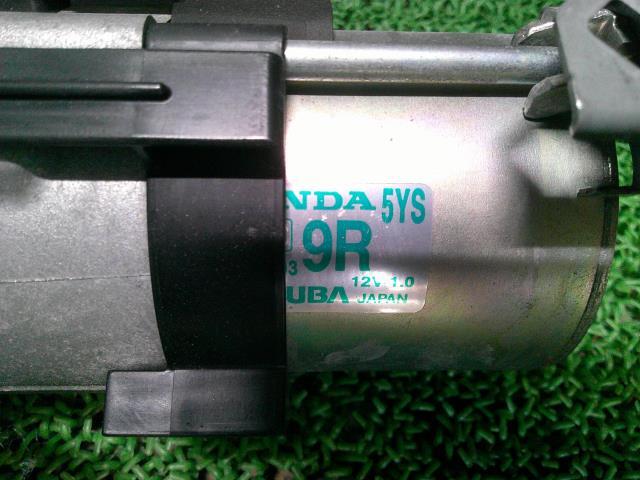 NDA 5YS
9R
3
12V 1.0
UBA JAPAN